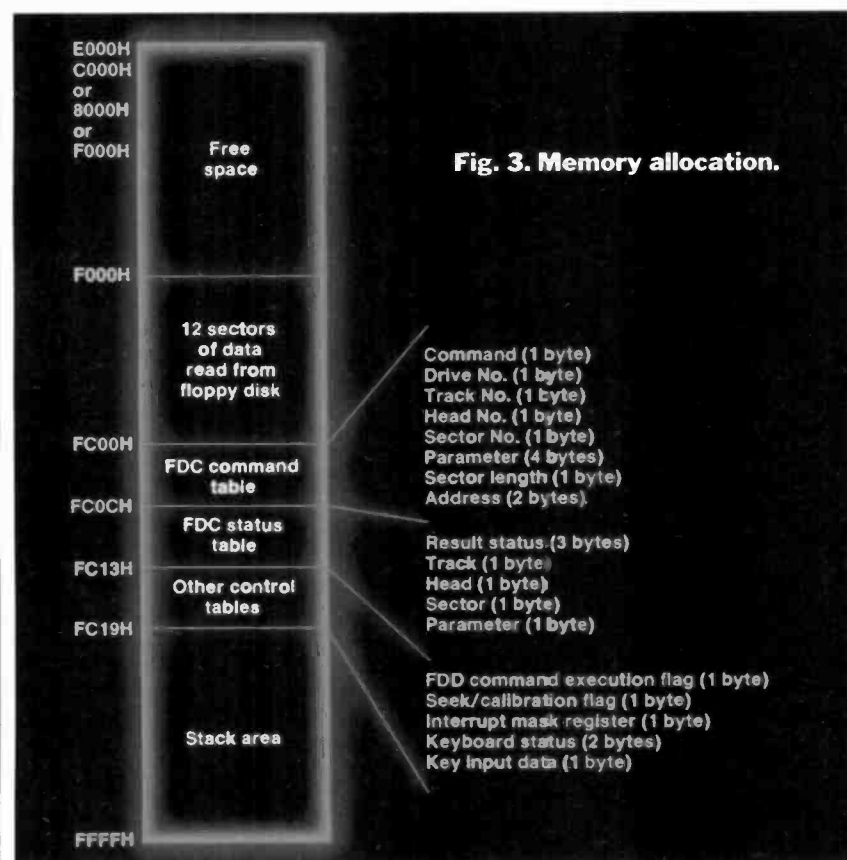 E000H
C000H
or
8000H
or
F000H
Free
space
Fig. 3. Memory allocation.
F000H
12 sectors
of data
read from
floppy disk
FC00H
FDC command
table
FC0CH
FDC status
table
FC13H
Other control
tables
FC19H
Stack area
FFFFH
Command (1 byte)
Drive No. (1 byte)
Track No. (1 byte)
Head No. (1 byte)
Sector No. (1 byte)
Parameter (4 bytes)
Sector length (1 byte)
Address (2 bytes)
Result status (3 bytes)
Track (1 byte)
Head (1 byte)
Sector (1 byte)
Parameter (1 byte)
FDD command execution flag (1 byte)
Seek/calibration flag (1 byte)
Interrupt mask register (1 byte)
Keyboard status (2 bytes)
Key input data (1 byte)